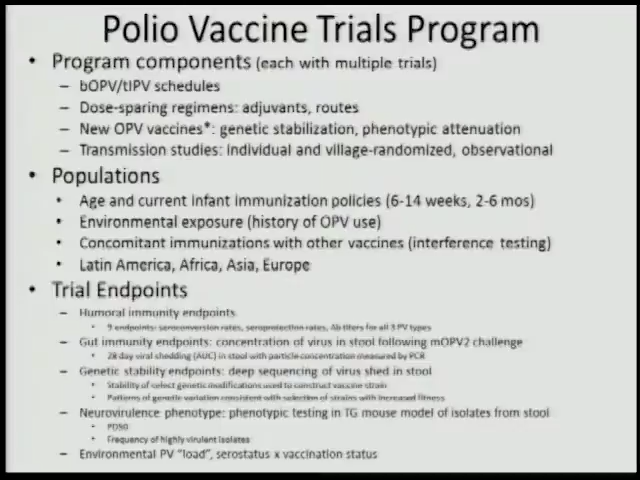 Polio Vaccine Trials Program
• Program components (each with multiple trials)
– bOPV/tIPV schedules
– Dose-sparing regimens: adjuvants, routes
– New OPV vaccines*: genetic stabilization, phenotypic attenuation
– Transmission studies: individual and village-randomized, observational
• Populations
• Age and current infant immunization policies (6-14 weeks, 2-6 mos)
• Environmental exposure (history of OPV use)
• Concomitant immunizations with other vaccines (interference testing)
• Latin America, Africa, Asia, Europe
• Trial Endpoints
– Humoral immunity endpoints
• 9 endpoints: seroconversion rates, seroprotection rates, Ab titers for all 3 PV types
– Gut immunity endpoints: concentration of virus in stool following mOPV2 challenge
• 28 day viral shedding (AUC) in stool with particle concentration measured by PCR
– Genetic stability endpoints: deep sequencing of virus shed in stool
• Stability of select genetic modifications used to construct vaccine strain
• Patterns of genetic variation consistent with selection of strains with increased fitness
– Neurovirulence phenotype: phenotypic testing in TG mouse model of isolates from stool
• PD50
• Frequency of highly virulent isolates
– Environmental PV "load", serostatus x vaccination status